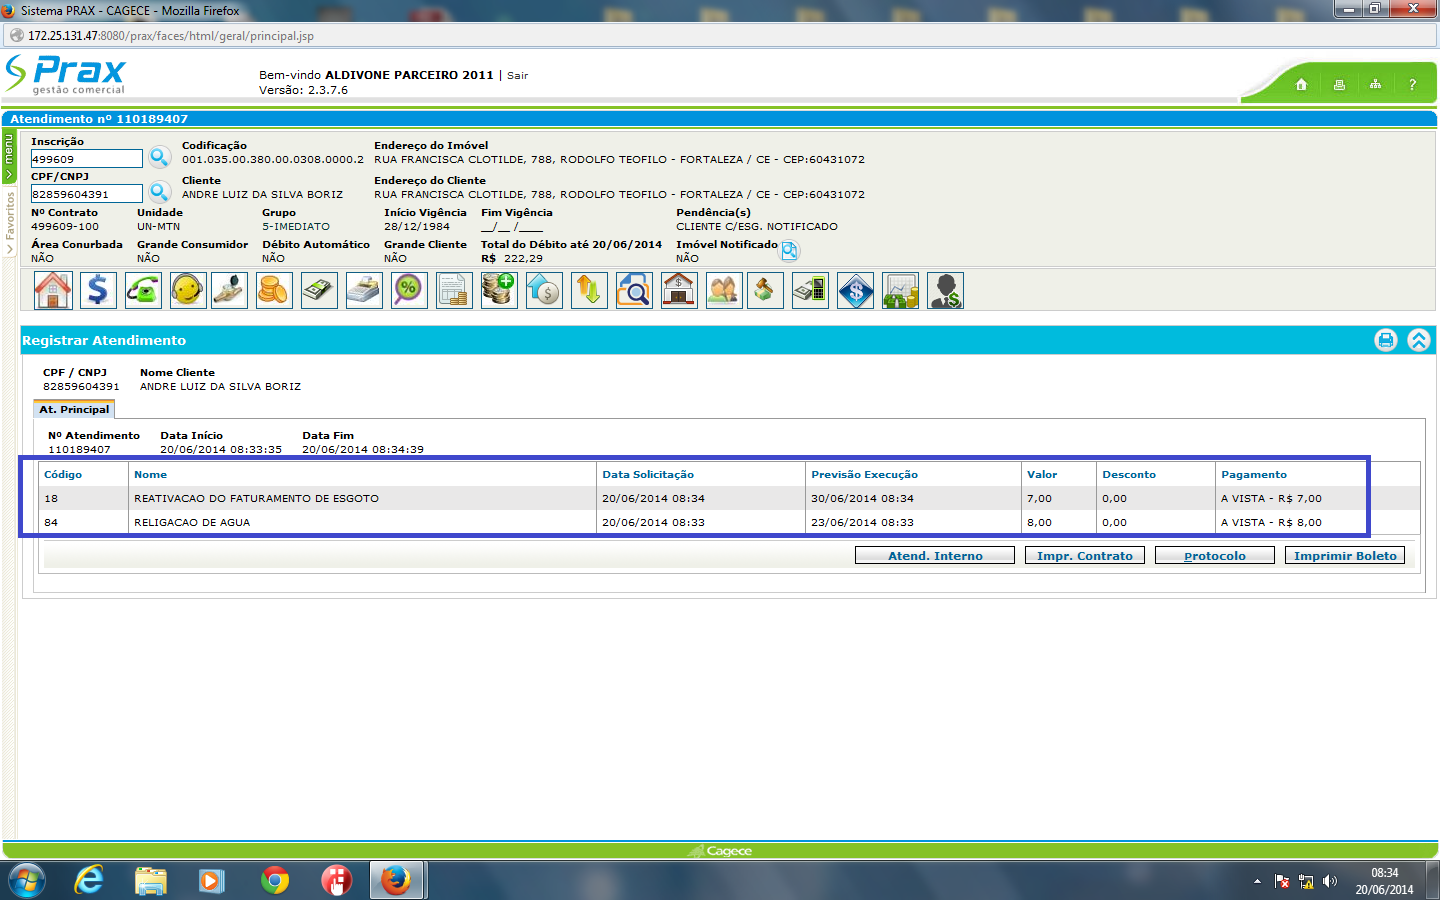 Sistema PRAX - CAGECE - Mozilla Firefox
172.25.131.47:8080/prax/faces/html/geral/principal.jsp
Prax
gestão comercial
Bem-vindo ALDIVONE PARCEIRO 2011 | Sair
Versão: 2.3.7.6
?
Atendimento nº 110189407
menu
Favoritos
Inscrição Codificação Endereço do Imóvel
499609 001.035.00.380.00.0308.0000.2 RUA FRANCISCA CLOTILDE, 788, RODOLFO TEOFILO - FORTALEZA / CE - CEP:60431072
CPF/CNPJ Cliente Endereço do Cliente
82859604391 ANDRE LUIZ DA SILVA BORIZ RUA FRANCISCA CLOTILDE, 788, RODOLFO TEOFILO - FORTALEZA / CE - CEP:60431072
Nº Contrato Unidade Grupo Início Vigência Fim Vigência Pendência(s)
499609-100 UN-MTN 5-IMEDIATO 28/12/1984 __/__ /____ CLIENTE C/ESG. NOTIFICADO
Área Conurbada Grande Consumidor Débito Automático Grande Cliente Total do Débito até 20/06/2014 Imóvel Notificado
NÃO NÃO NÃO NÃO R$ 222,29 NÃO
Registrar Atendimento
CPF / CNPJ Nome Cliente
82859604391 ANDRE LUIZ DA SILVA BORIZ
At. Principal
Nº Atendimento Data Início Data Fim
110189407 20/06/2014 08:33:35 20/06/2014 08:34:39
Código Nome Data Solicitação Previsão Execução Valor Desconto Pagamento
18 REATIVACAO DO FATURAMENTO DE ESGOTO 20/06/2014 08:34 30/06/2014 08:34 7,00 0,00 A VISTA - R$ 7,00
84 RELIGACAO DE AGUA 20/06/2014 08:33 23/06/2014 08:33 8,00 0,00 A VISTA - R$ 8,00
Atend. Interno Impr. Contrato Protocolo Imprimir Boleto
Cagece
08:34
20/06/2014